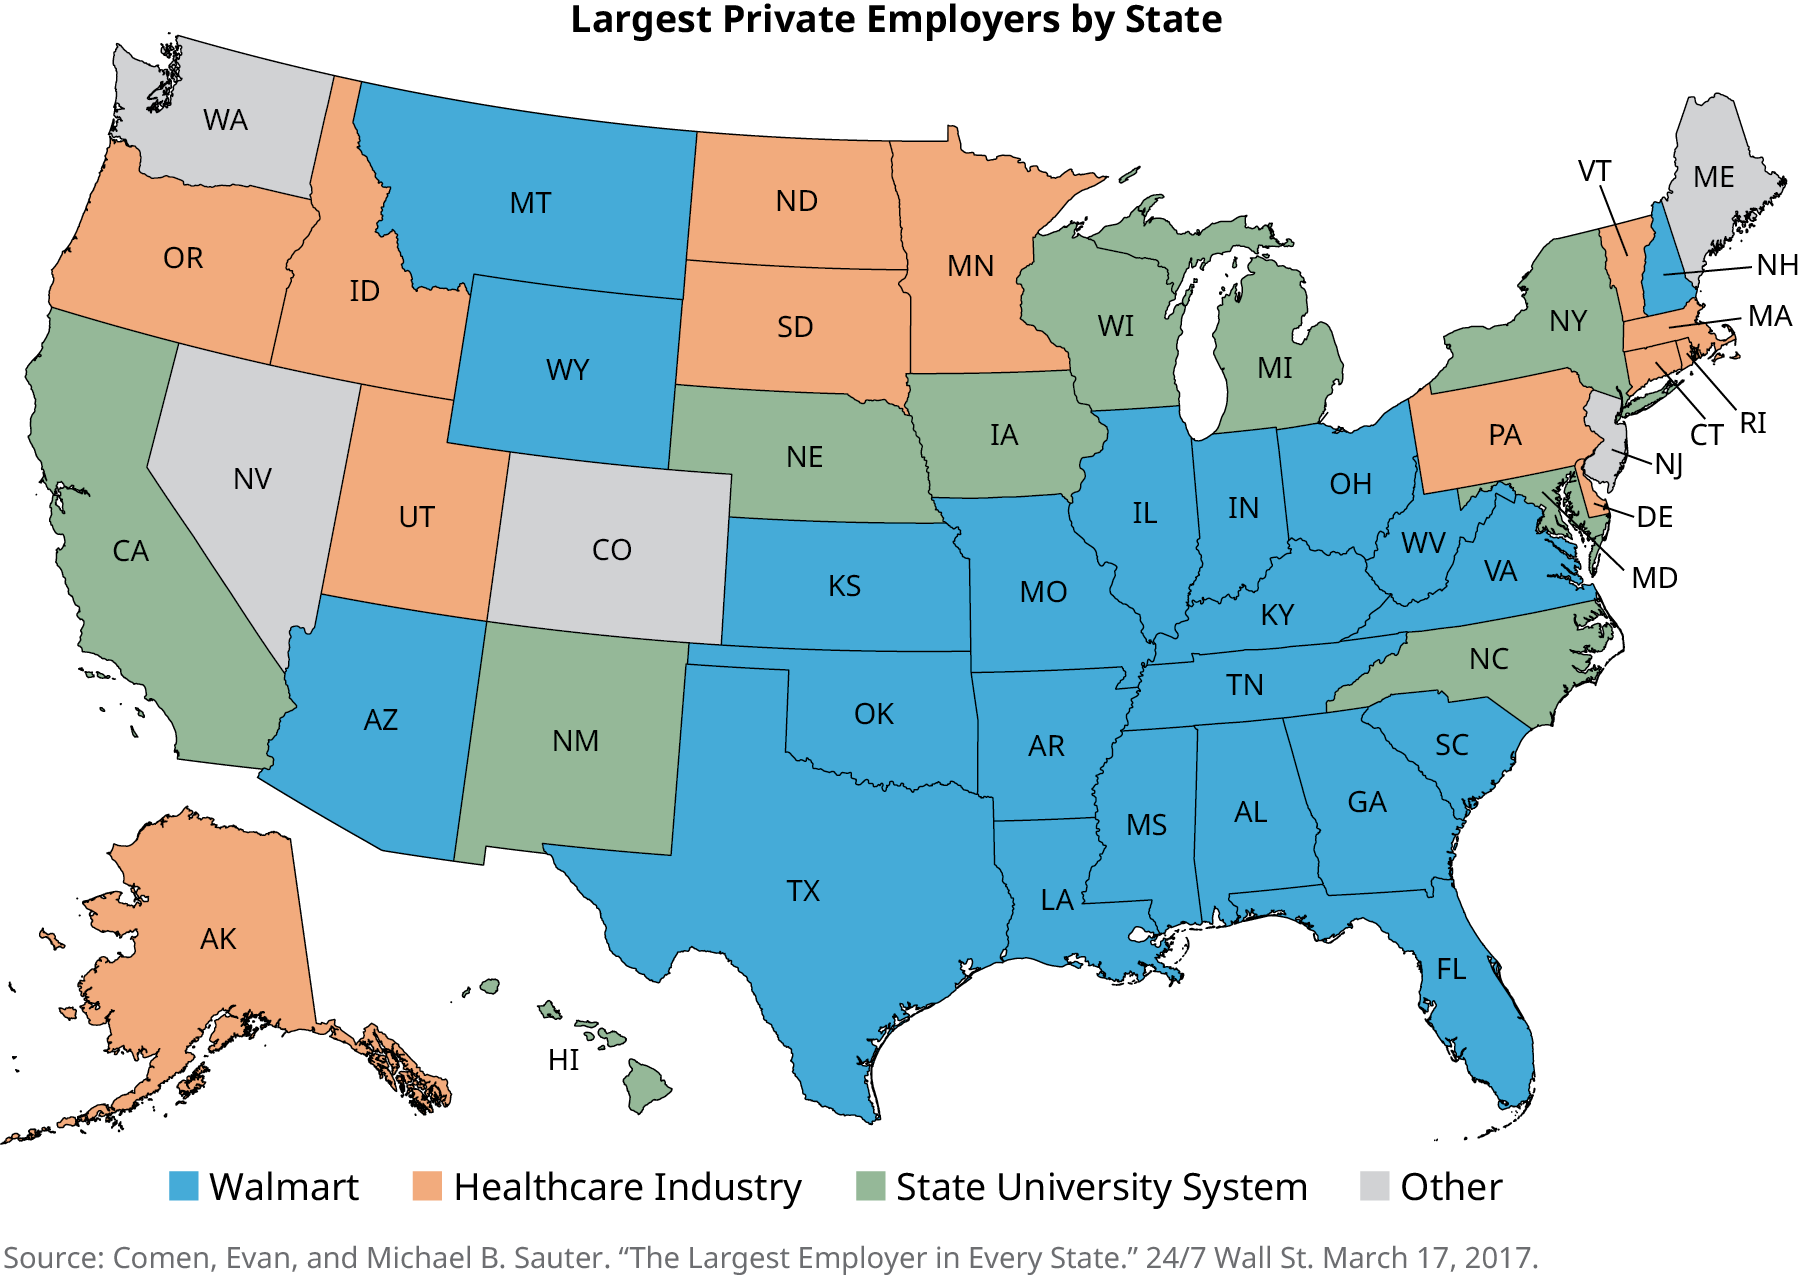 Largest Private Employers by State
WA
MT
ND
MN
VT
ME
OR
ID
SD
WI
MI
NY
NH
MA
WY
NE
IA
PA
CT
RI
NJ
NV
UT
CO
KS
MO
IL
IN
OH
WV
VA
DE
MD
CA
KY
NC
TN
AZ
NM
OK
AR
SC
MS
AL
GA
TX
LA
FL
AK
HI
Walmart
Healthcare Industry
State University System
Other
Source: Comen, Evan, and Michael B. Sauter. “The Largest Employer in Every State.” 24/7 Wall St. March 17, 2017.